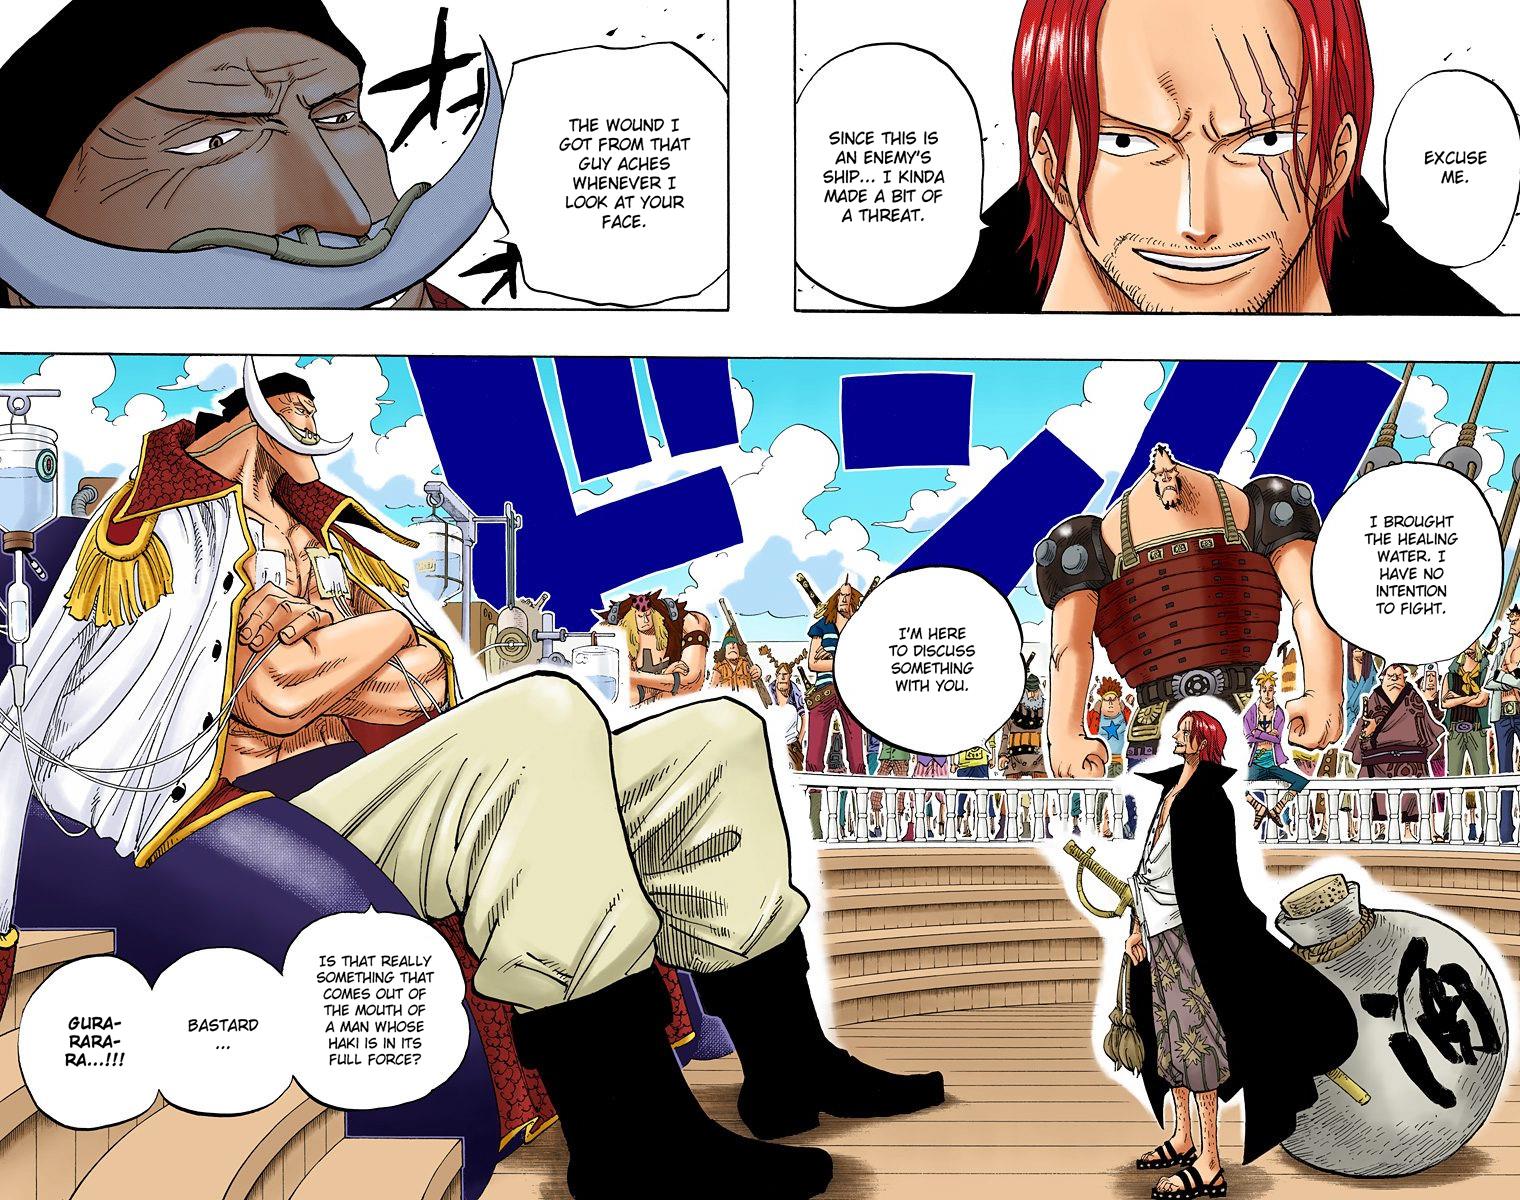 EXCUSE
ME.
SINCE THIS IS
AN ENEMY'S
SHIP... I KINDA
MADE A BIT OF
A THREAT.
THE WOUND I
GOT FROM THAT
GUY ACHES
WHENEVER I
LOOK AT YOUR
FACE.
I BROUGHT
THE HEALING
WATER. I
HAVE NO
INTENTION
TO FIGHT.
I'M HERE
TO DISCUSS
SOMETHING
WITH YOU.
ドン
酒
IS THAT REALLY
SOMETHING THAT
COMES OUT OF
THE MOUTH OF
A MAN WHOSE
HAKI IS IN ITS
FULL FORCE?
BASTARD
...
GURA-
RARA-
RA...!!!